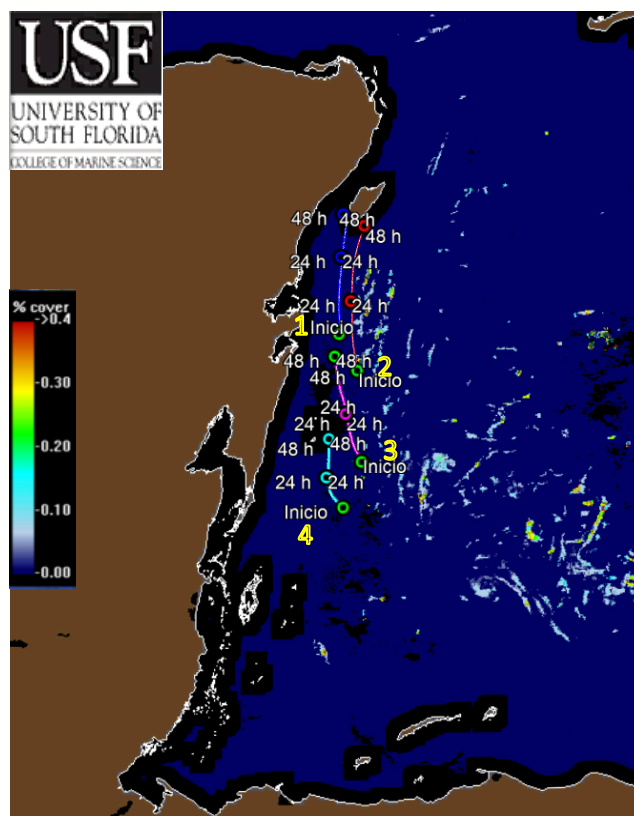 USF
UNIVERSITY OF
SOUTH FLORIDA
COLLEGE OF MARINE SCIENCE
48 h 48 h
48 h
24 h 24 h
% cover
->0.4
24 h 24 h
1 Inicio
48 h 48 h
2
-0.30
48 h
Inicio
24 h
-0.20
24 h 24 h
48 h 48 h
3
Inicio
24 h 24 h
-0.10
Inicio
4
-0.00